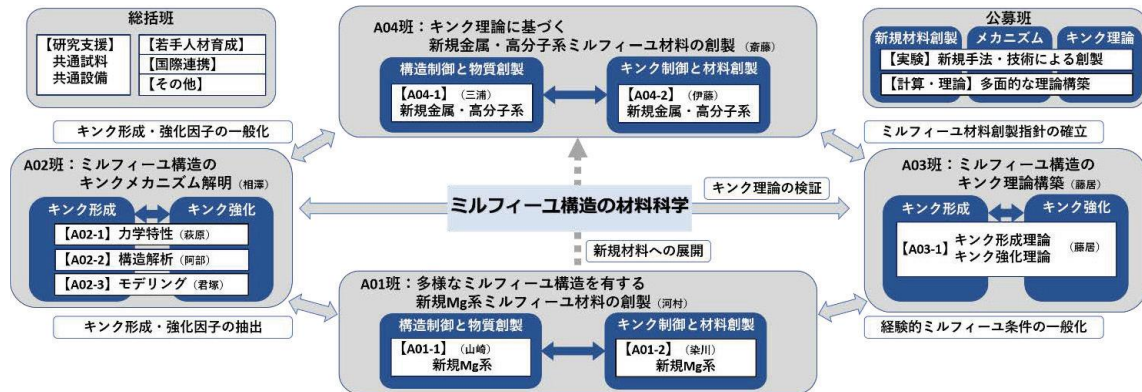 総括班
【研究支援】
共通試料
共通設備
【若手人材育成】
【国際連携】
【その他】
A04班：キンク理論に基づく
新規金属・高分子系ミルフィーユ材料の創製（斎藤）
構造制御と物質創製
キンク制御と材料創製
【A04-1】（三浦）
新規金属・高分子系
【A04-2】（伊藤）
新規金属・高分子系
公募班
新規材料創製
メカニズム
キンク理論
【実験】新規手法・技術による創製
【計算・理論】多面的な理論構築
キンク形成・強化因子の一般化
ミルフィーユ材料創製指針の確立
A02班：ミルフィーユ構造の
キンクメカニズム解明（相澤）
キンク形成
キンク強化
【A02-1】力学特性（萩原）
【A02-2】構造解析（阿部）
【A02-3】モデリング（君塚）
ミルフィーユ構造の材料科学
キンク理論の検証
新規材料への展開
A03班：ミルフィーユ構造の
キンク理論構築（藤居）
キンク形成
キンク強化
【A03-1】キンク形成理論
キンク強化理論
（藤居）
キンク形成・強化因子の抽出
経験的ミルフィーユ条件の一般化
A01班：多様なミルフィーユ構造を有する
新規Mg系ミルフィーユ材料の創製（河村）
構造制御と物質創製
キンク制御と材料創製
【A01-1】（山崎）
新規Mg系
【A01-2】（染川）
新規Mg系